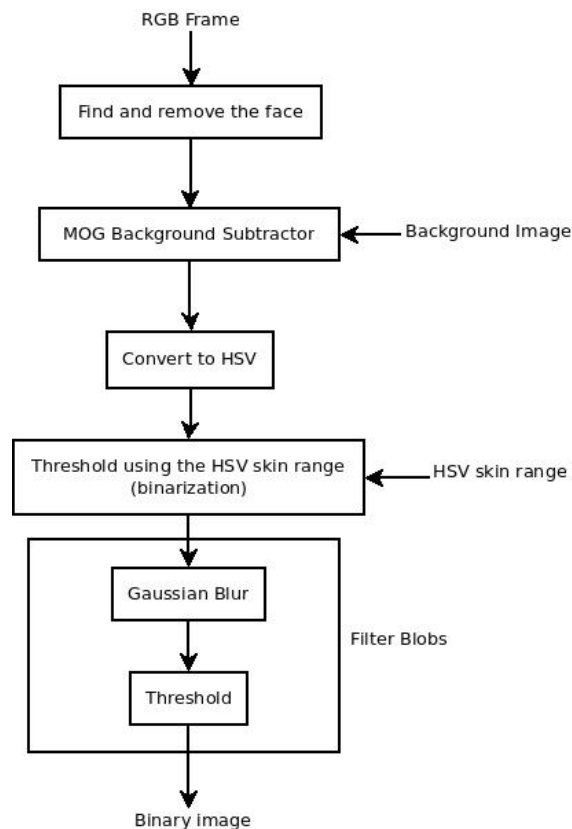 RGB Frame
Find and remove the face
MOG Background Subtractor
Background Image
Convert to HSV
Threshold using the HSV skin range
(binarization)
HSV skin range
Gaussian Blur
Filter Blobs
Threshold
Binary image